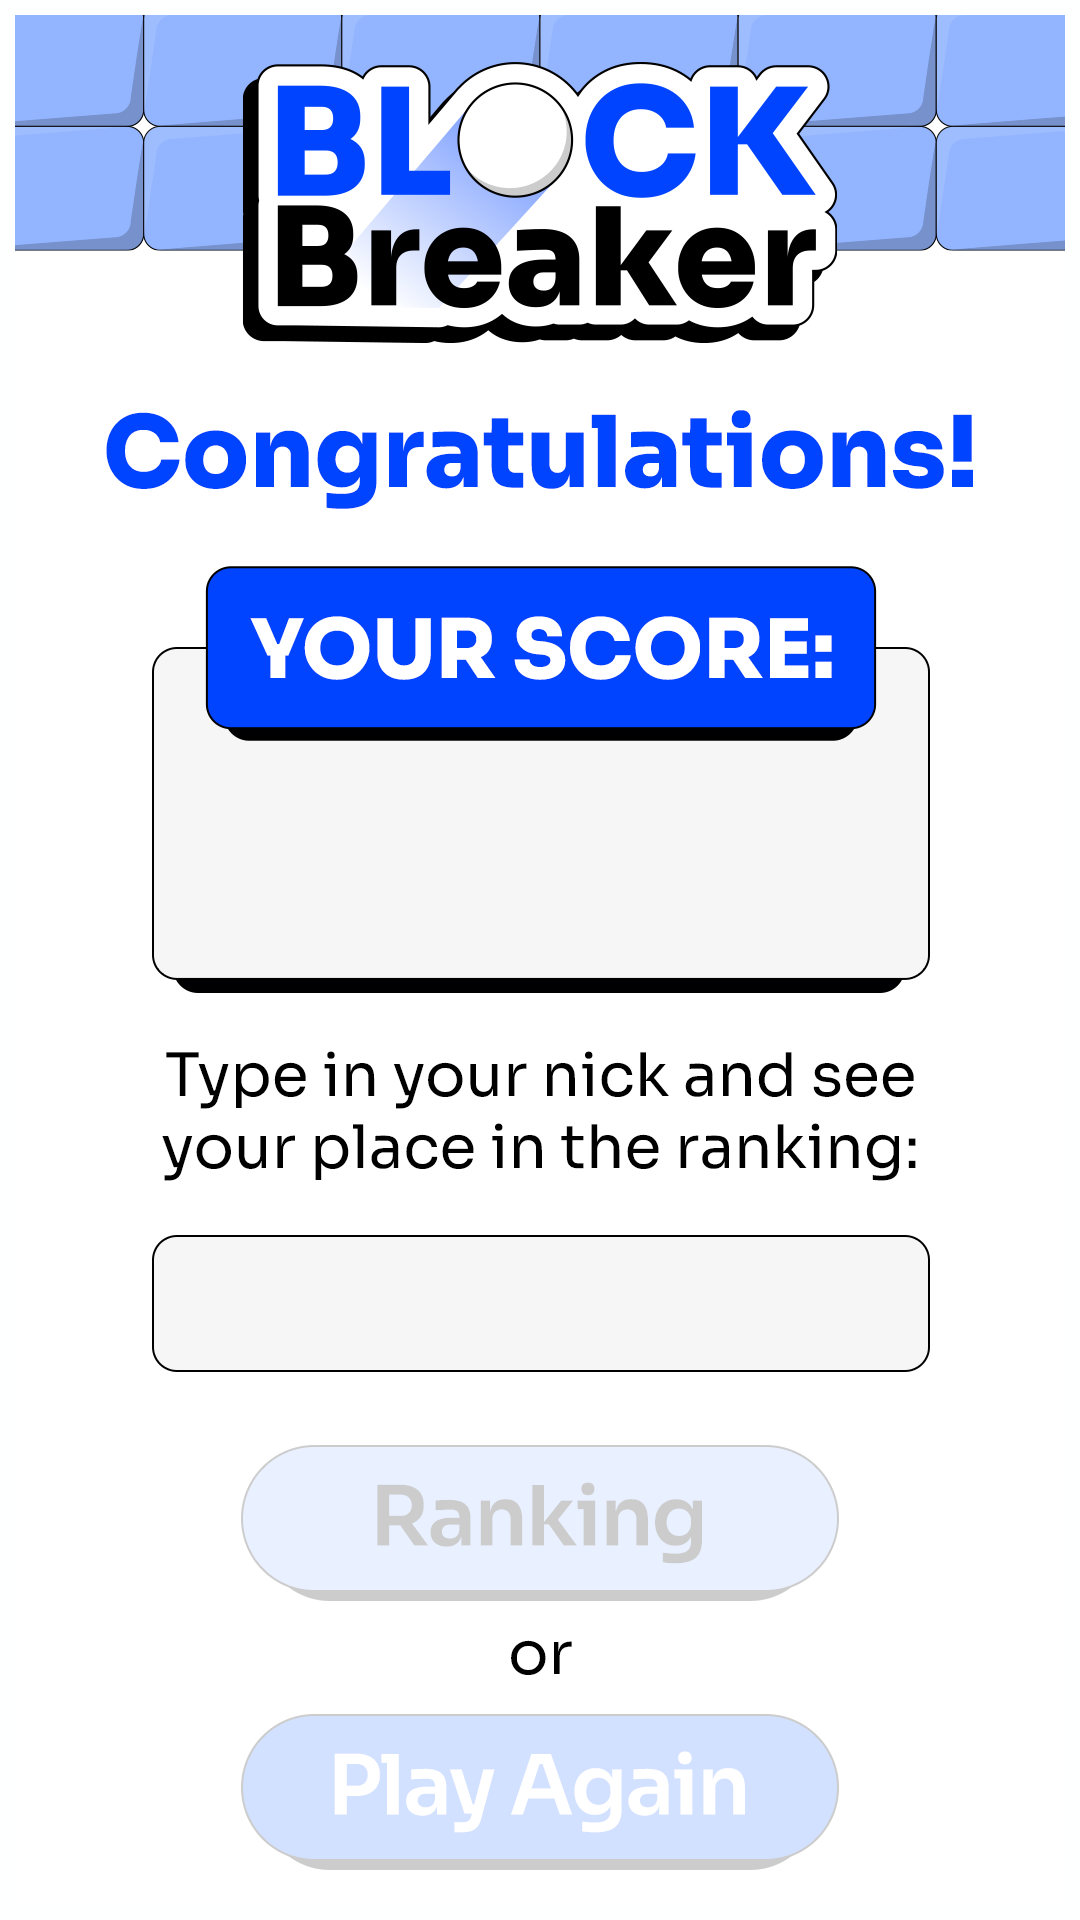 BLOCK
Breaker
Congratulations!
YOUR SCORE:
Type in your nick and see
your place in the ranking:
Ranking
or
Play Again